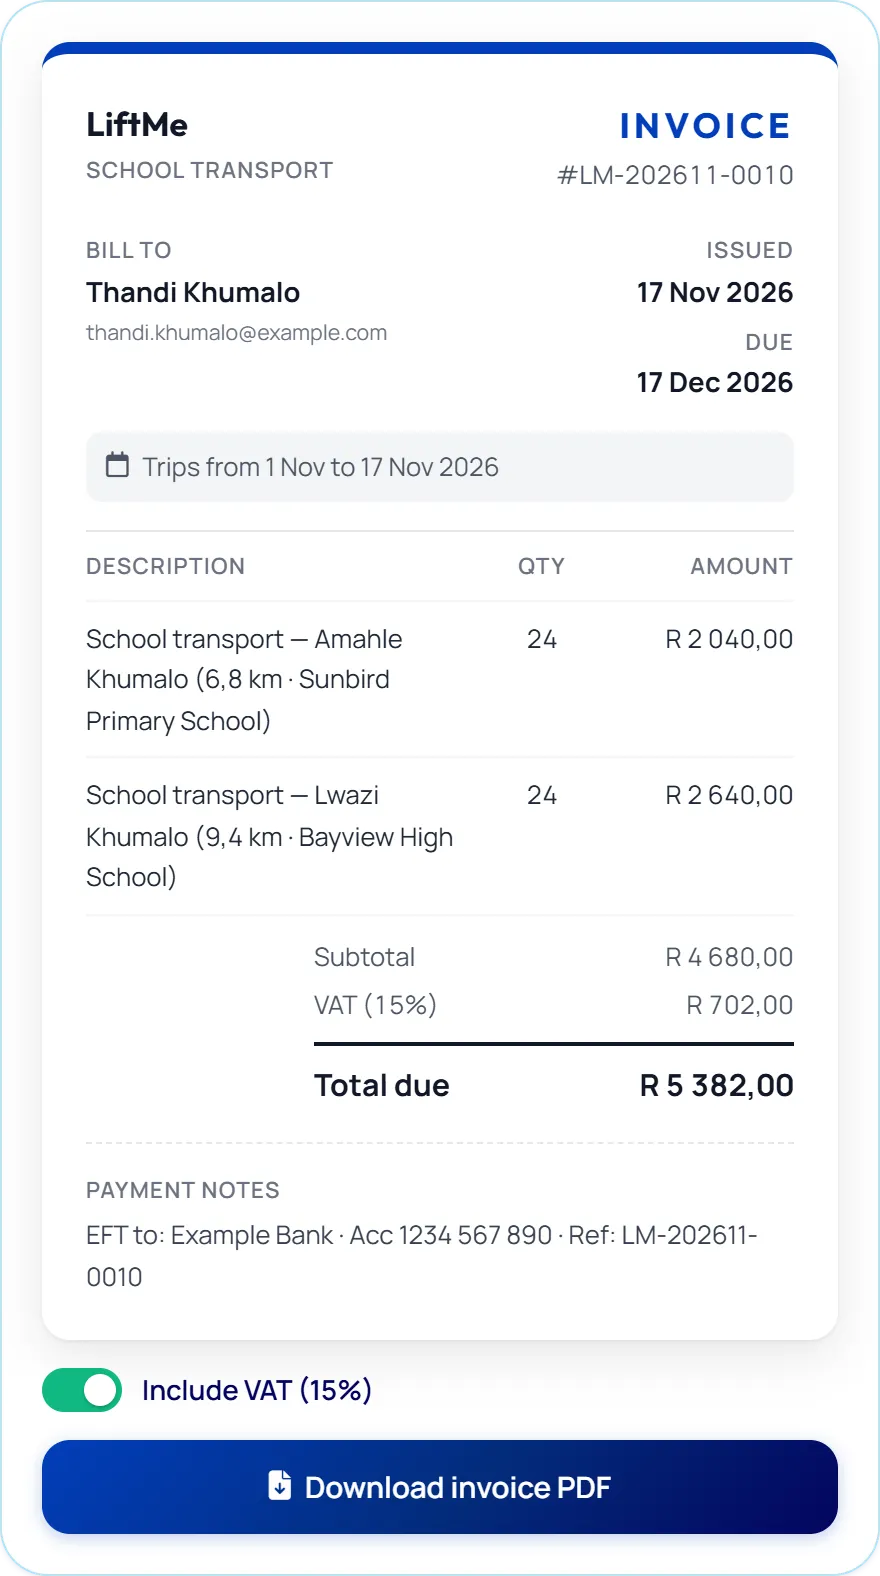 LiftMe
INVOICE
SCHOOL TRANSPORT
#LM-202611-0010
BILL TO
ISSUED
Thandi Khumalo
17 Nov 2026
thandi.khumalo@example.com
DUE
17 Dec 2026
Trips from 1 Nov to 17 Nov 2026
DESCRIPTION QTY AMOUNT
School transport — Amahle 24 R 2 040,00
Khumalo (6,8 km · Sunbird
Primary School)
School transport — Lwazi 24 R 2 640,00
Khumalo (9,4 km · Bayview High
School)
Subtotal R 4 680,00
VAT (15%) R 702,00
Total due R 5 382,00
PAYMENT NOTES
EFT to: Example Bank · Acc 1234 567 890 · Ref: LM-202611-
0010
Include VAT (15%)
Download invoice PDF